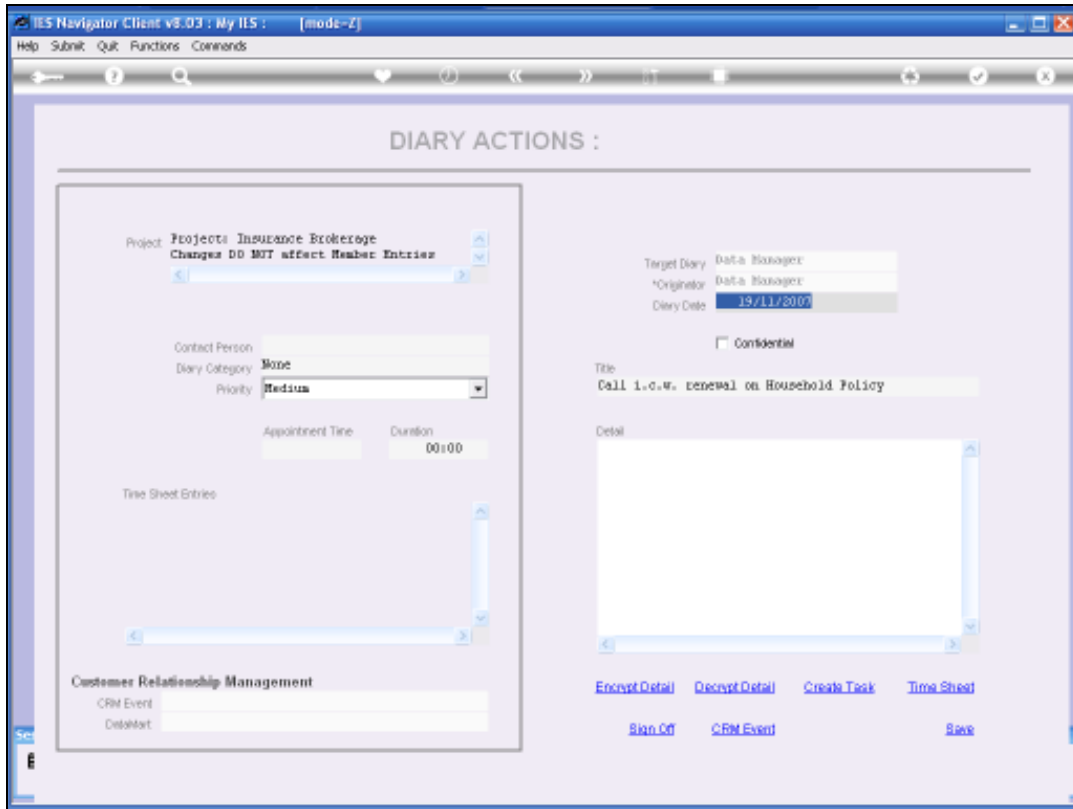 IES Navigator Client v8.03 : My IES : [mode=Z]
Help Submit Quit Functions Commands
DIARY ACTIONS :
Project Project: Insurance Brokerage
Changes DO NOT affect Member Entries
Contact Person
Diary Category None
Priority Medium
Appointment Time Duration
00:00
Time Sheet Entries
Customer Relationship Management
CRM Event
DataMart
Target Diary Data Manager
*Originator Data Manager
Diary Date 19/11/2007
Confidential
Title
Call i.c.w. renewal on Household Policy
Detail
Encrypt Detail Decrypt Detail Create Task Time Sheet
Sign Off CRM Event Save